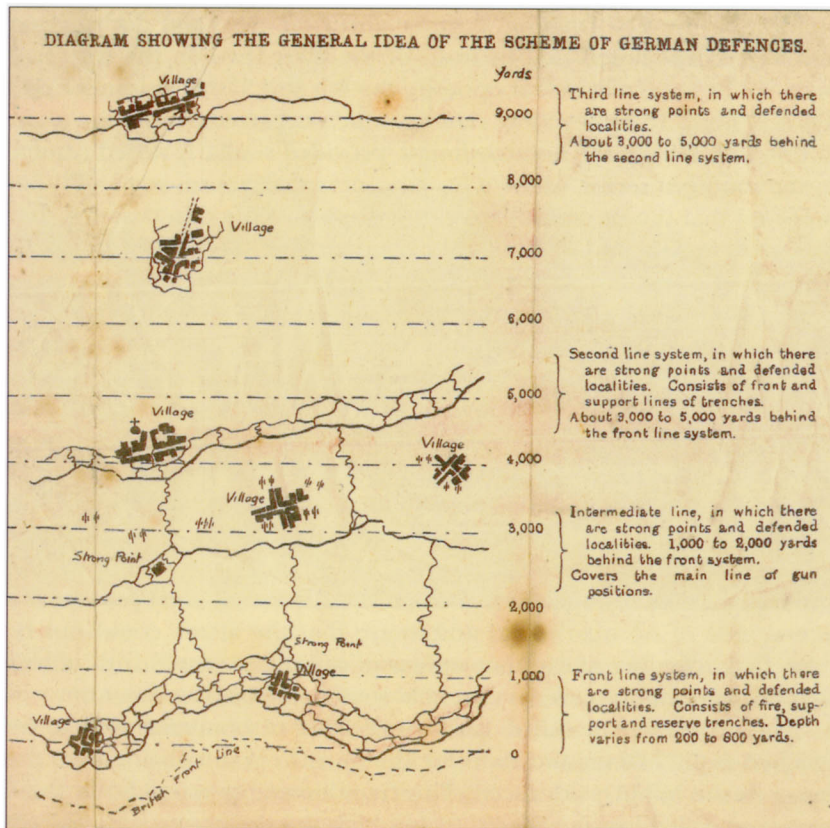 DIAGRAM SHOWING THE GENERAL IDEA OF THE SCHEME OF GERMAN DEFENCES.
Yards
Village
9,000
Third line system, in which there
are strong points and defended
localities.
About 3,000 to 5,000 yards behind
the second line system.
8,000
Village
7,000
6,000
Second line system, in which there
are strong points and defended
localities. Consists of front and
support lines of trenches.
About 3,000 to 5,000 yards behind
the front line system.
5,000
Village
Village
4,000
Village
3,000
Intermediate line, in which there
are strong points and defended
localities. 1,000 to 2,000 yards
behind the front system.
Covers the main line of gun
positions.
Strong Point
2,000
Strong Point
Village
1,000
Front line system, in which there
are strong points and defended
localities. Consists of fire, sup-
port and reserve trenches. Depth
varies from 200 to 600 yards.
Village
0
British Front Line